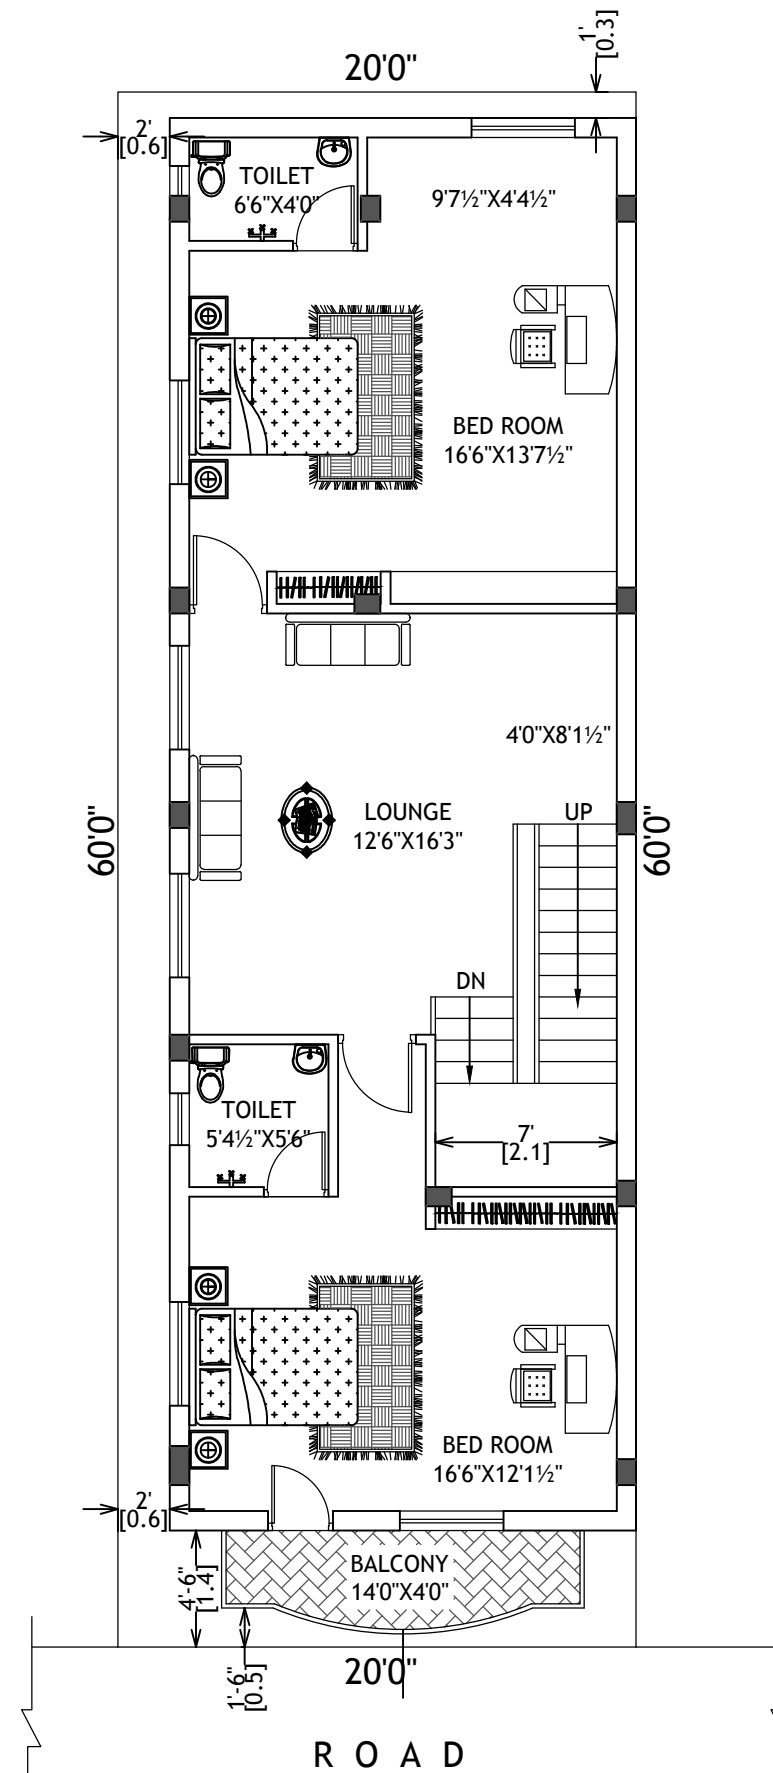 1'
[0.3]
20'0"
2'
[0.6]
TOILET
6'6"X4'0"
9'7½"X4'4½"
BED ROOM
16'6"X13'7½"
4'0"X8'1½"
60'0"
LOUNGE
12'6"X16'3"
UP
60'0"
DN
TOILET
5'4½"X5'6"
7'
[2.1]
BED ROOM
16'6"X12'1½"
2'
[0.6]
4'-6"
[1.4]
BALCONY
14'0"X4'0"
1'-6"
[0.5]
20'0"
ROAD